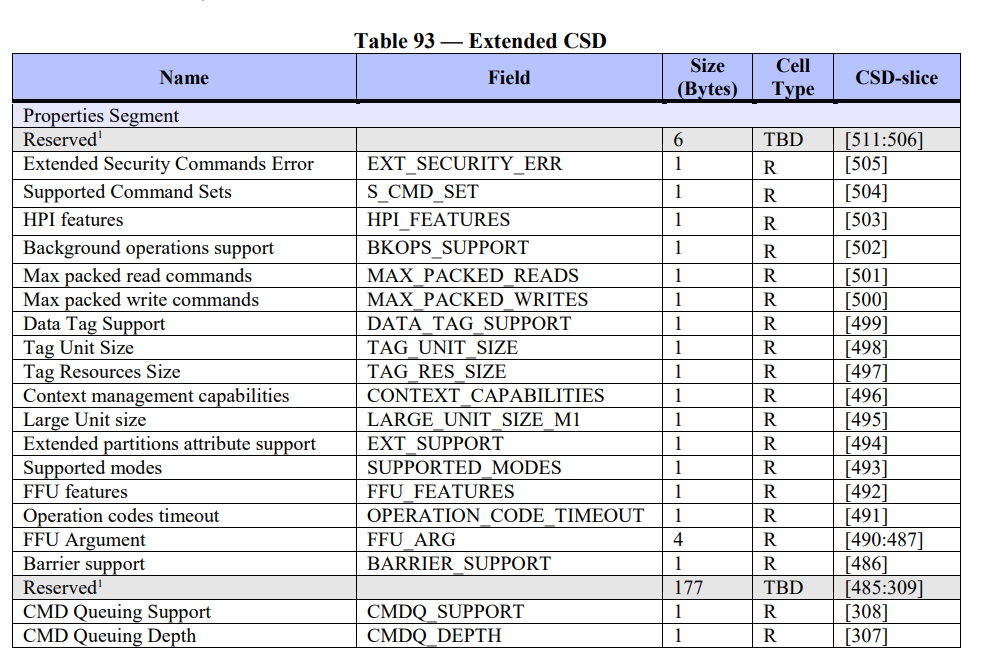 Table 93 — Extended CSD
Name Field Size (Bytes) Cell Type CSD-slice
Properties Segment
Reserved¹ 6 TBD [511:506]
Extended Security Commands Error EXT_SECURITY_ERR 1 R [505]
Supported Command Sets S_CMD_SET 1 R [504]
HPI features HPI_FEATURES 1 R [503]
Background operations support BKOPS_SUPPORT 1 R [502]
Max packed read commands MAX_PACKED_READS 1 R [501]
Max packed write commands MAX_PACKED_WRITES 1 R [500]
Data Tag Support DATA_TAG_SUPPORT 1 R [499]
Tag Unit Size TAG_UNIT_SIZE 1 R [498]
Tag Resources Size TAG_RES_SIZE 1 R [497]
Context management capabilities CONTEXT_CAPABILITIES 1 R [496]
Large Unit size LARGE_UNIT_SIZE_M1 1 R [495]
Extended partitions attribute support EXT_SUPPORT 1 R [494]
Supported modes SUPPORTED_MODES 1 R [493]
FFU features FFU_FEATURES 1 R [492]
Operation codes timeout OPERATION_CODE_TIMEOUT 1 R [491]
FFU Argument FFU_ARG 4 R [490:487]
Barrier support BARRIER_SUPPORT 1 R [486]
Reserved¹ 177 TBD [485:309]
CMD Queuing Support CMDQ_SUPPORT 1 R [308]
CMD Queuing Depth CMDQ_DEPTH 1 R [307]